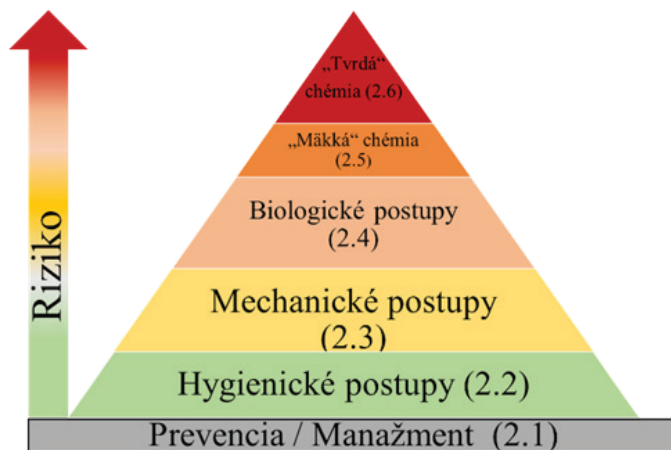 „Tvrdá“
chémia (2.6)
„Mäkká“ chémia
(2.5)
Biologické postupy
(2.4)
Mechanické postupy
(2.3)
Hygienické postupy (2.2)
Prevencia / Manažment (2.1)
Riziko